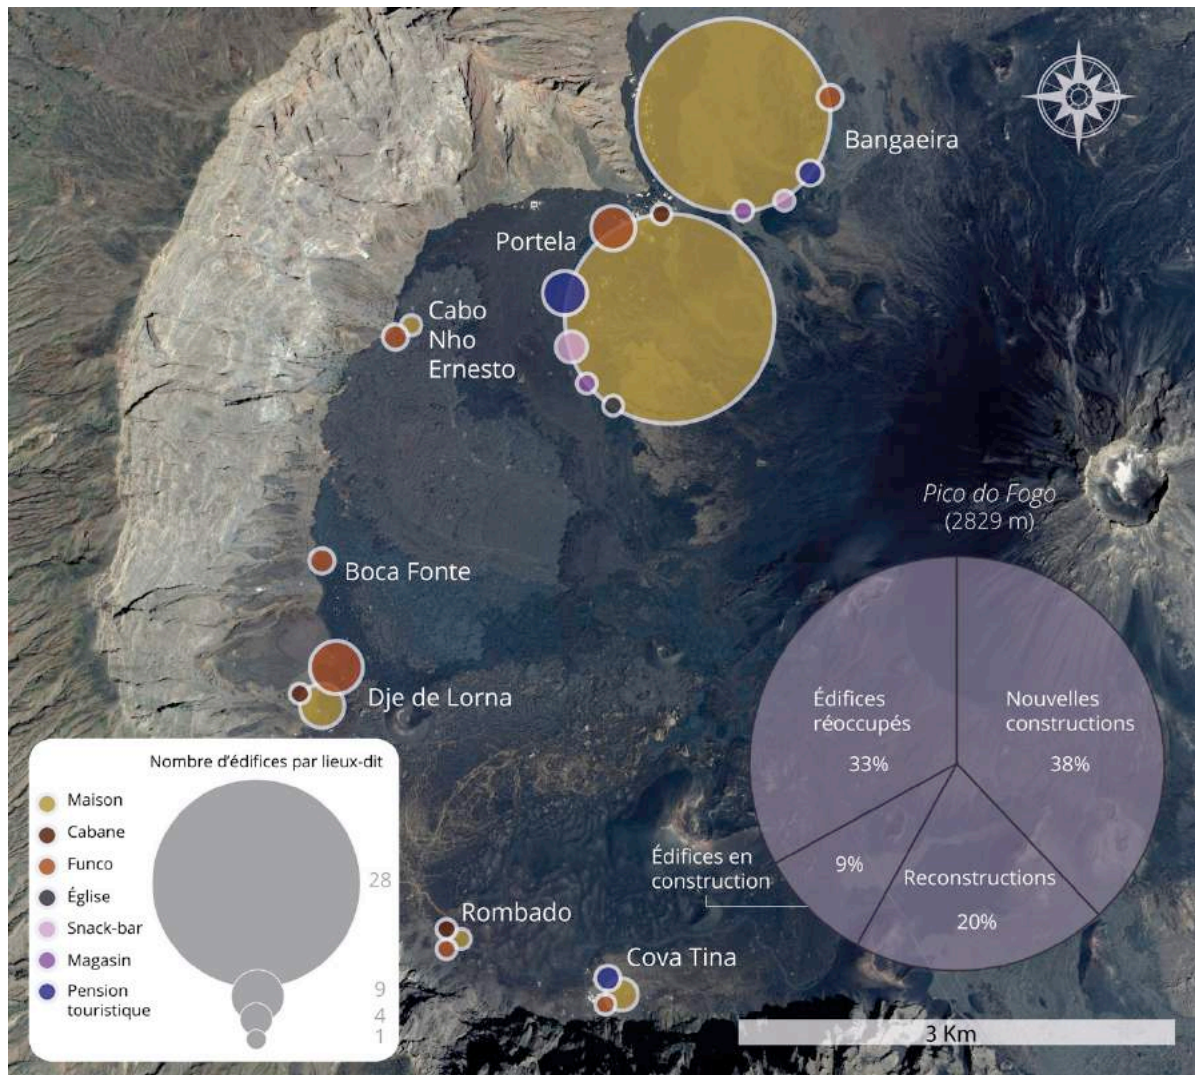 Bangaeira
Portela
Cabo
Nho
Ernesto
Pico do Fogo
(2829 m)
Boca Fonte
Dje de Lorna
Édifices
réoccupés
33%
Nouvelles
constructions
38%
Édifices en
construction
9%
Reconstructions
20%
Nombre d'édifices par lieux-dit
Maison
Cabane
Funco
Église
Snack-bar
Magasin
Pension
touristique
28
9
4
1
Rombado
Cova Tina
3 Km